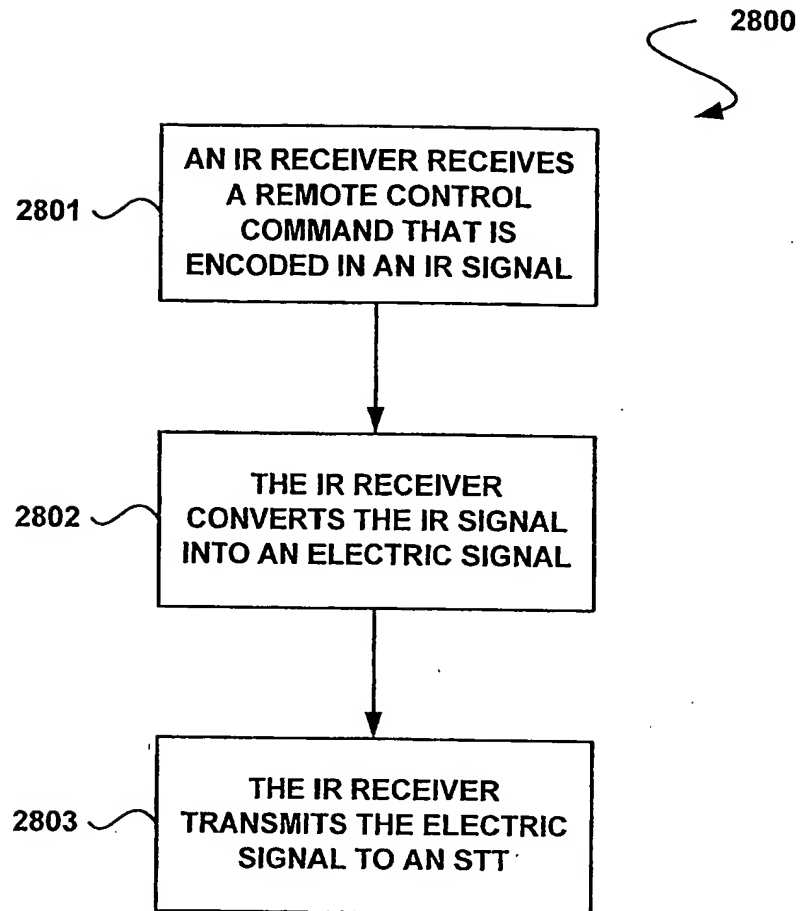 2800
AN IR RECEIVER RECEIVES
A REMOTE CONTROL
COMMAND THAT IS
ENCODED IN AN IR SIGNAL
2801
THE IR RECEIVER
CONVERTS THE IR SIGNAL
INTO AN ELECTRIC SIGNAL
2802
THE IR RECEIVER
TRANSMITS THE ELECTRIC
SIGNAL TO AN STT
2803